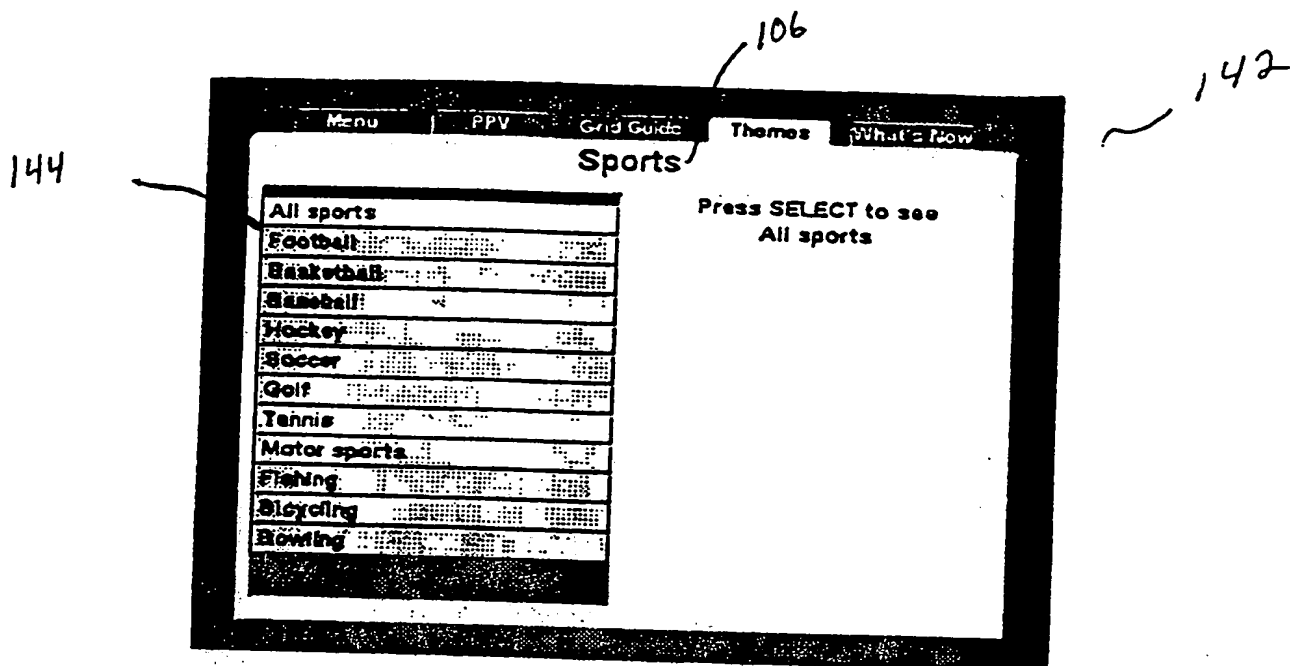 106
142
Menu PPV Grid Guide Themes What's Now
Sports
144
All sports
Football
Basketball
Baseball
Hockey
Soccer
Golf
Tennis
Motor sports
Fishing
Bicycling
Bowling
Press SELECT to see
All sports